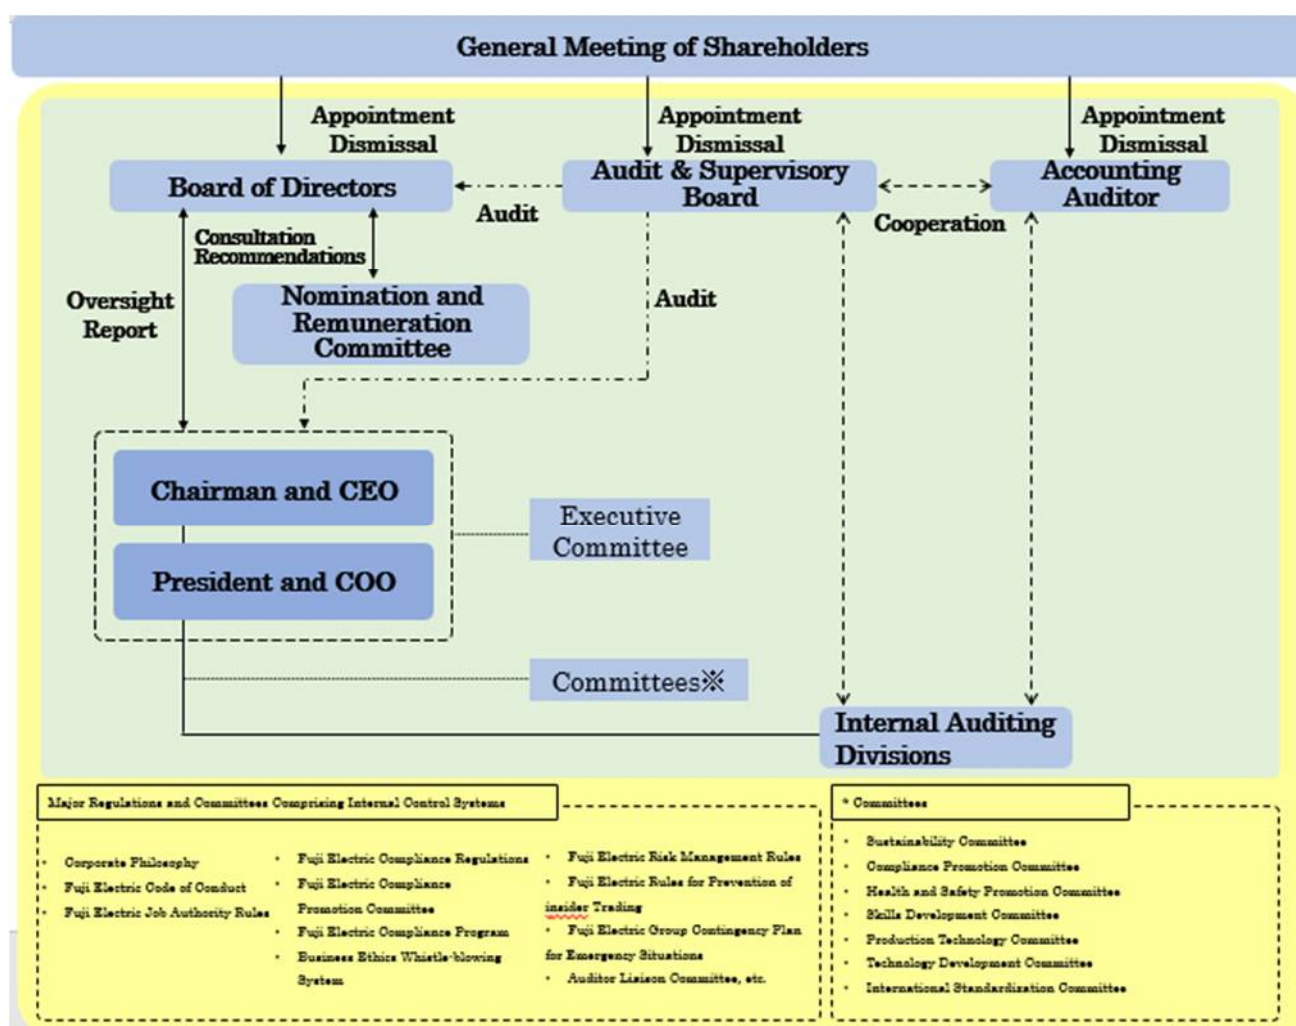 General Meeting of Shareholders
Appointment
Dismissal
Appointment
Dismissal
Appointment
Dismissal
Board of Directors
Audit & Supervisory
Board
Accounting
Auditor
Audit
Cooperation
Consultation
Recommendations
Oversight
Report
Nomination and
Remuneration
Committee
Audit
Chairman and CEO
President and COO
Executive
Committee
Committees※
Internal Auditing
Divisions
Major Regulations and Committees Comprising Internal Control Systems
• Corporate Philosophy
• Fuji Electric Code of Conduct
• Fuji Electric Job Authority Rules
• Fuji Electric Compliance Regulations
• Fuji Electric Compliance
Promotion Committee
• Fuji Electric Compliance Program
• Business Ethics Whistle-blowing
System
• Fuji Electric Risk Management Rules
• Fuji Electric Rules for Prevention of
insider Trading
• Fuji Electric Group Contingency Plan
for Emergency Situations
• Auditor Liaison Committee, etc.
* Committees
• Sustainability Committee
• Compliance Promotion Committee
• Health and Safety Promotion Committee
• Skills Development Committee
• Production Technology Committee
• Technology Development Committee
• International Standardization Committee